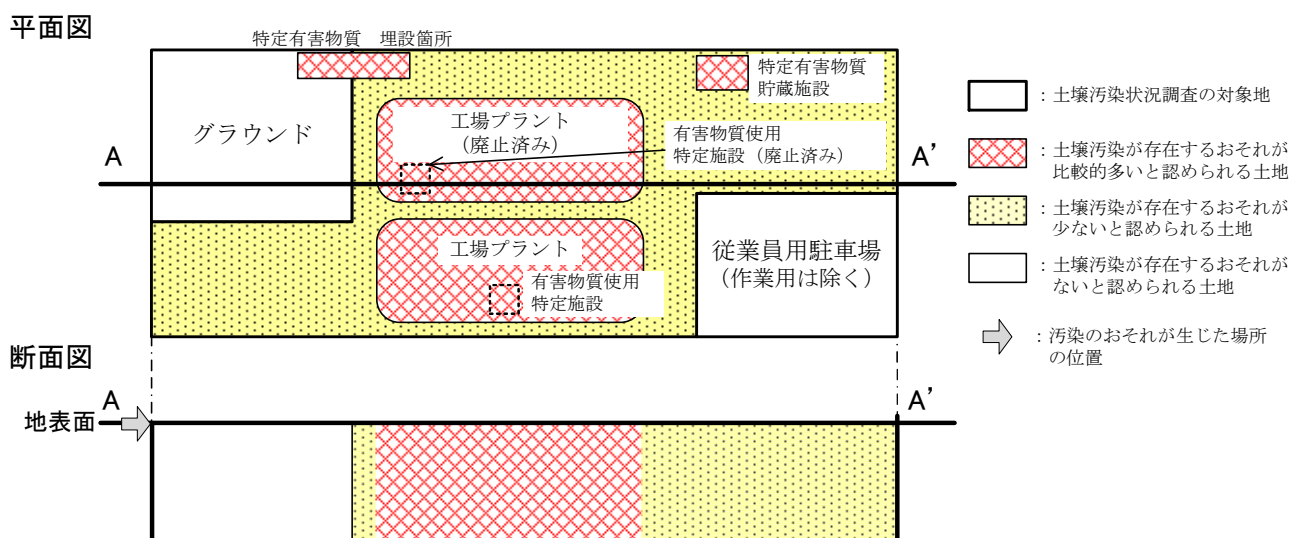 平面図
特定有害物質　埋設箇所
グラウンド
工場プラント
（廃止済み）
特定有害物質
貯蔵施設
有害物質使用
特定施設（廃止済み）
A
A'
工場プラント
有害物質使用
特定施設
従業員用駐車場
（作業用は除く）
：土壌汚染状況調査の対象地
：土壌汚染が存在するおそれが
比較的多いと認められる土地
：土壌汚染が存在するおそれが
少ないと認められる土地
：土壌汚染が存在するおそれが
ないと認められる土地
：汚染のおそれが生じた場所
の位置
断面図
A
A'
地表面